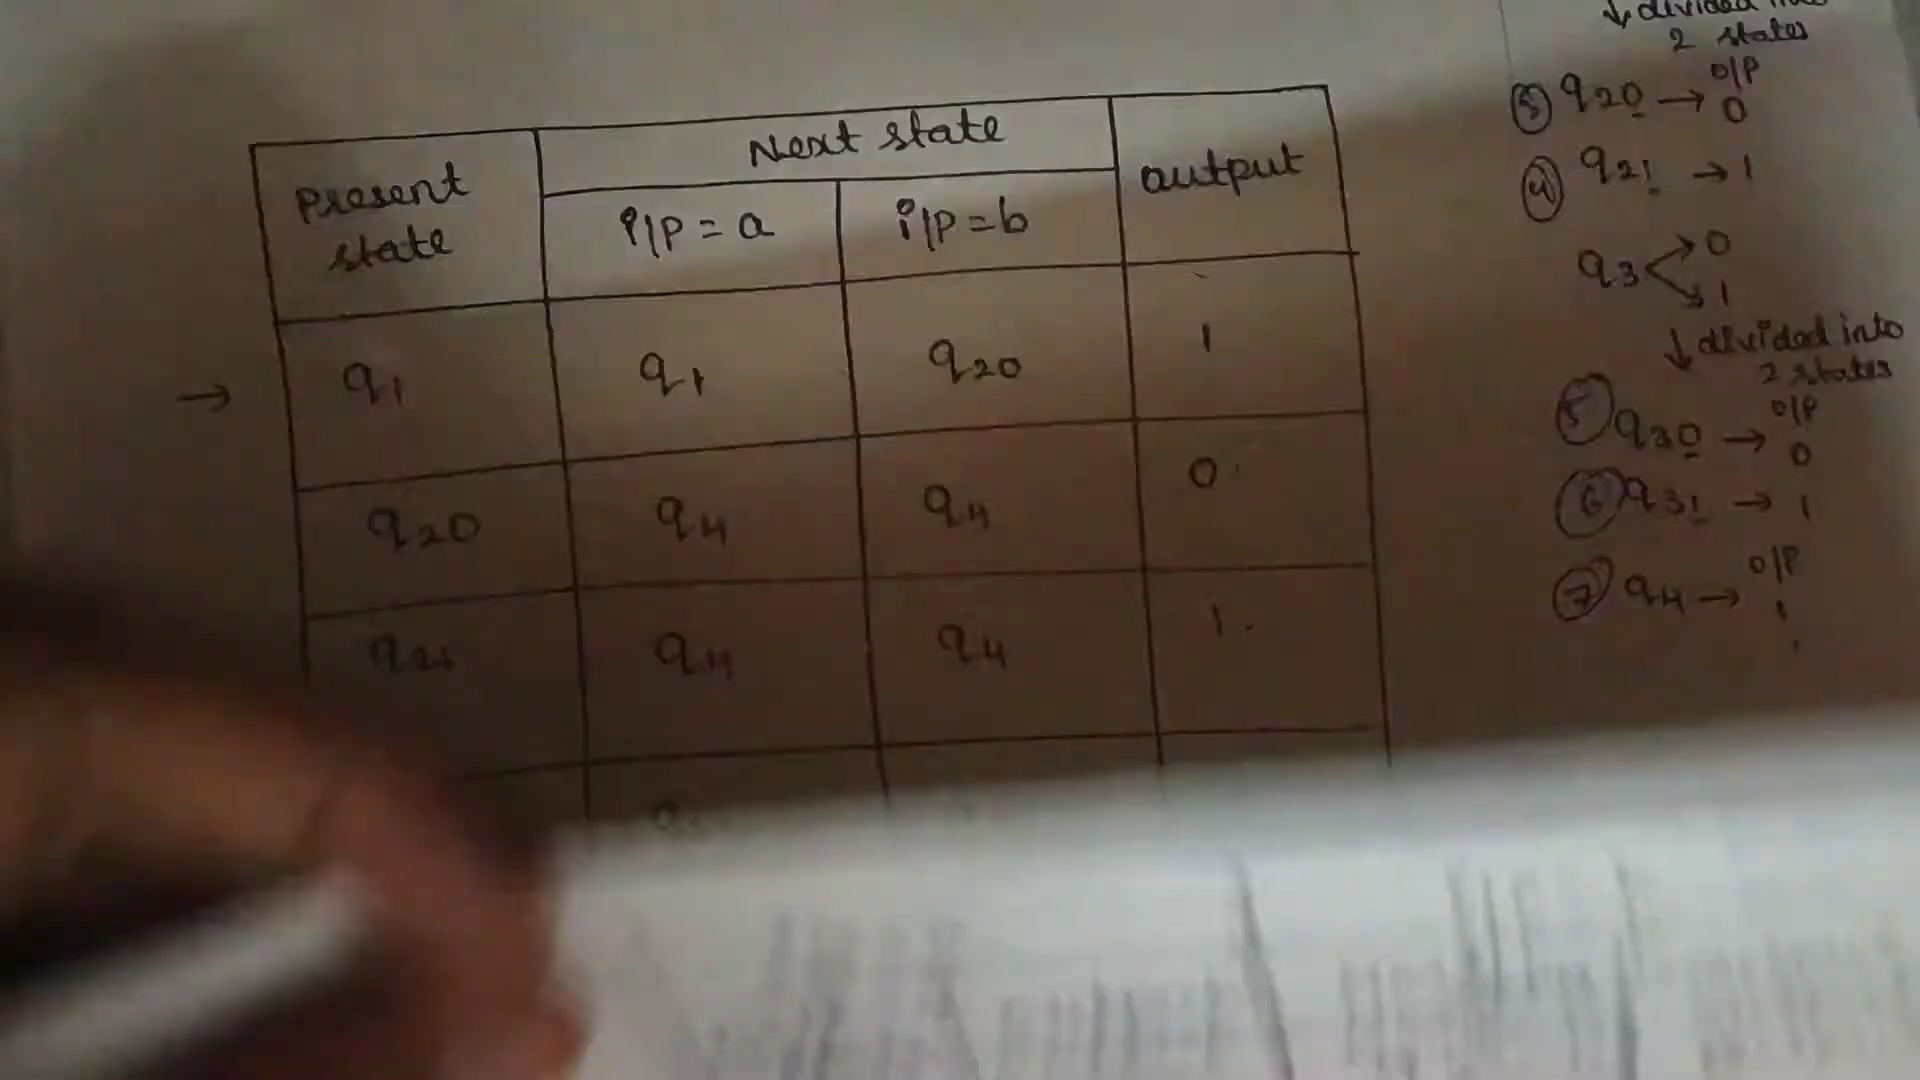 Next state
Present state
i/p = a
i/p = b
output
→ q1 q1 q20 1
q20 q4 q4 0
q21 q4 q4 1
↓ divided into
2 states
o/p
q20 → 0
④ q21 → 1
q3 → 0
→ 1
↓ divided into
2 states
o/p
⑤ q30 → 0
⑥ q31 → 1
o/p
⑦ q4 → 1